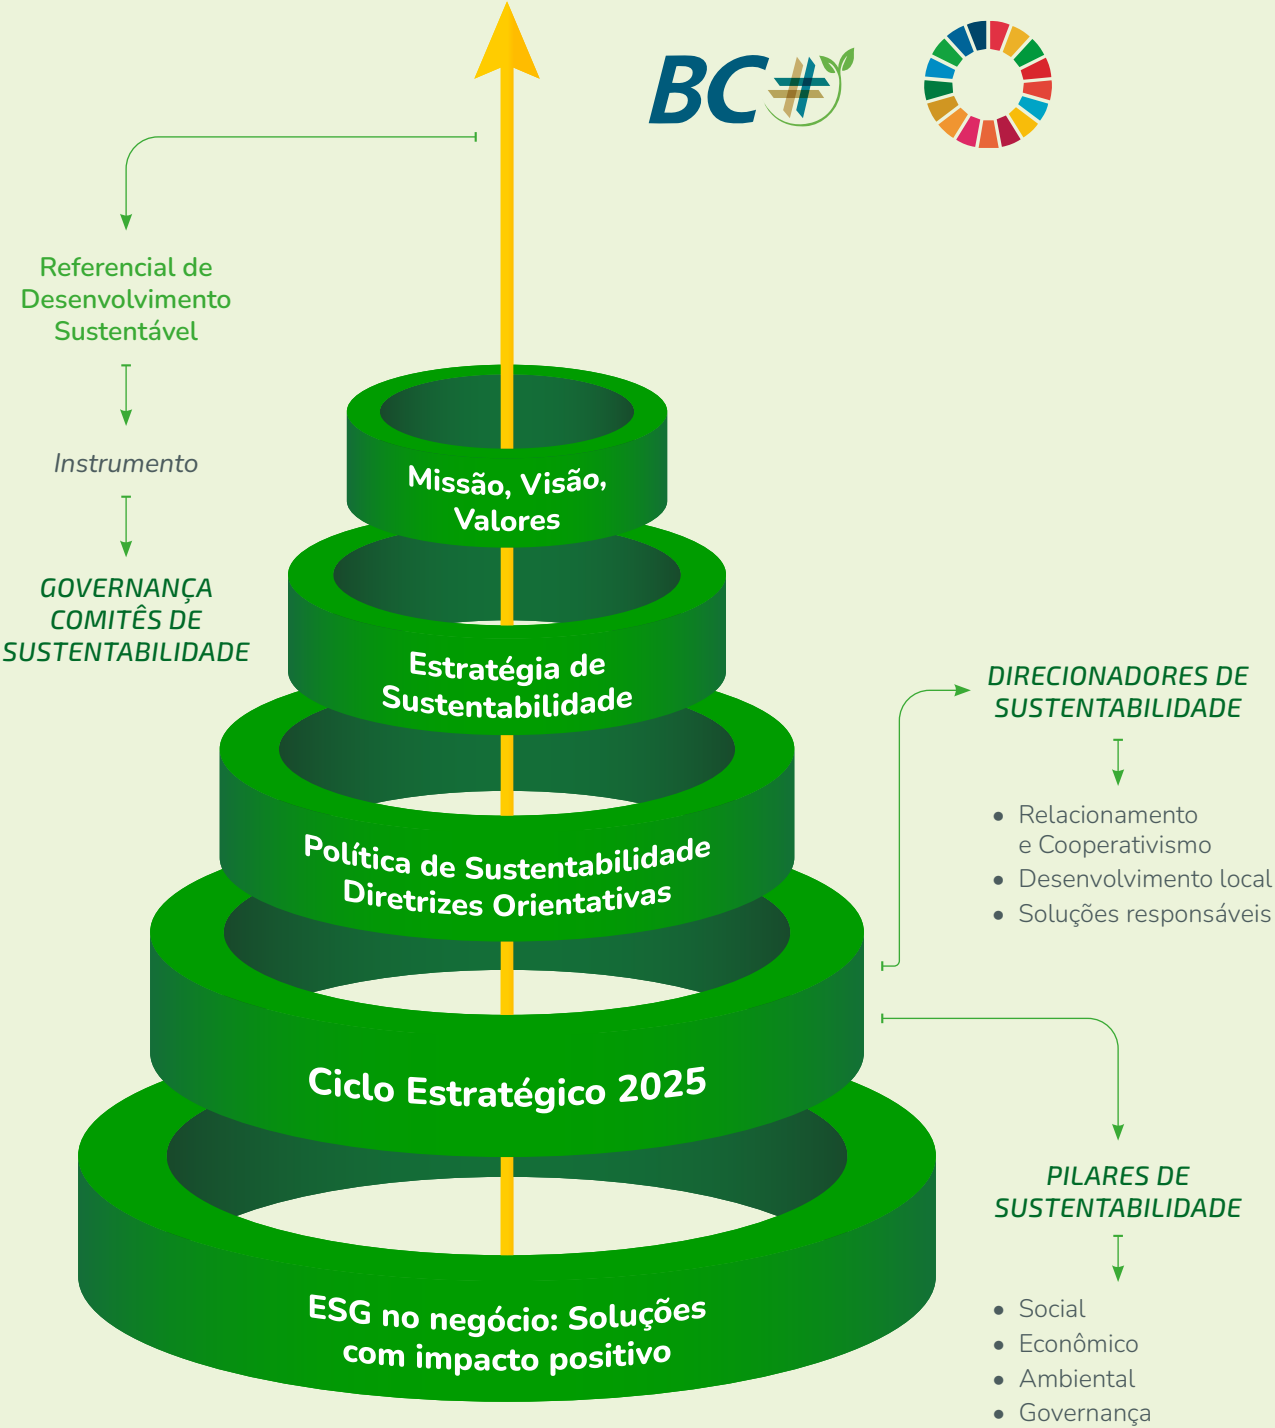 BC#
Referencial de
Desenvolvimento
Sustentável
Instrumento
GOVERNANÇA
COMITÊS DE
SUSTENTABILIDADE
Missão, Visão,
Valores
Estratégia de
Sustentabilidade
Política de Sustentabilidade
Diretrizes Orientativas
Ciclo Estratégico 2025
ESG no negócio: Soluções
com impacto positivo
DIRECIONADORES DE
SUSTENTABILIDADE
• Relacionamento
e Cooperativismo
• Desenvolvimento local
• Soluções responsáveis
PILARES DE
SUSTENTABILIDADE
• Social
• Econômico
• Ambiental
• Governança